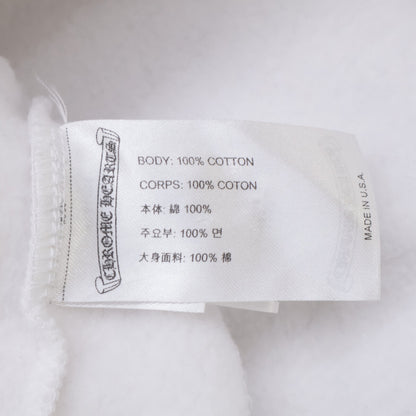 CHROME HEARTS
BODY: 100% COTTON
CORPS: 100% COTON
本体: 綿 100%
주요부: 100% 면
大身面料: 100% 棉
MADE IN U.S.A.